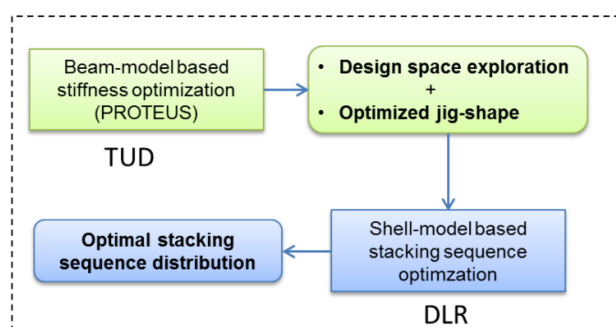 Beam-model based
stiffness optimization
(PROTEUS)
TUD
• Design space exploration
+
• Optimized jig-shape
Optimal stacking
sequence distribution
Shell-model based
stacking sequence
optimzation
DLR